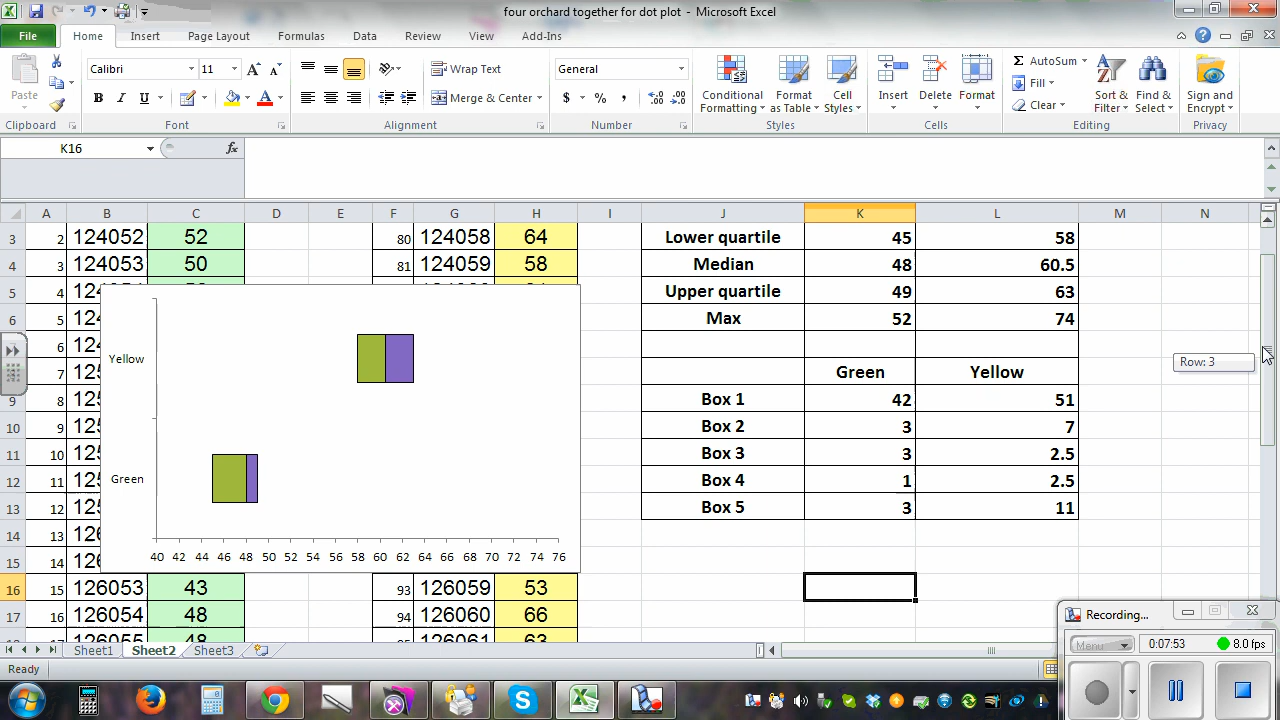 four orchard together for dot plot - Microsoft Excel
File Home Insert Page Layout Formulas Data Review View Add-Ins
Paste
Calibri 11
B I U
Wrap Text
Merge & Center
General
$ % ,
Conditional Formatting
Format as Table
Cell Styles
Insert Delete Format
Σ AutoSum
Fill
Clear
Sort & Filter
Find & Select
Sign and Encrypt
Clipboard Font Alignment Number Styles Cells Editing Privacy
K16 fx
A B C D E F G H I J K L M N
3 2 124052 52 80 124058 64 Lower quartile 45 58
4 3 124053 50 81 124059 58 Median 48 60.5
5 4 Upper quartile 49 63
6 5 Max 52 74
6
7 7 Green Yellow
9 8 Box 1 42 51
10 9 Box 2 3 7
11 10 Box 3 3 2.5
12 11 Box 4 1 2.5
13 12 Box 5 3 11
14 13
15 14
16 15 126053 43 93 126059 53
17 16 126054 48 94 126060 66
126055 48 126061 63
Yellow
Green
40 42 44 46 48 50 52 54 56 58 60 62 64 66 68 70 72 74 76
Row: 3
Recording...
Menu 0:07:53 8.0 fps
Sheet1 Sheet2 Sheet3
Ready